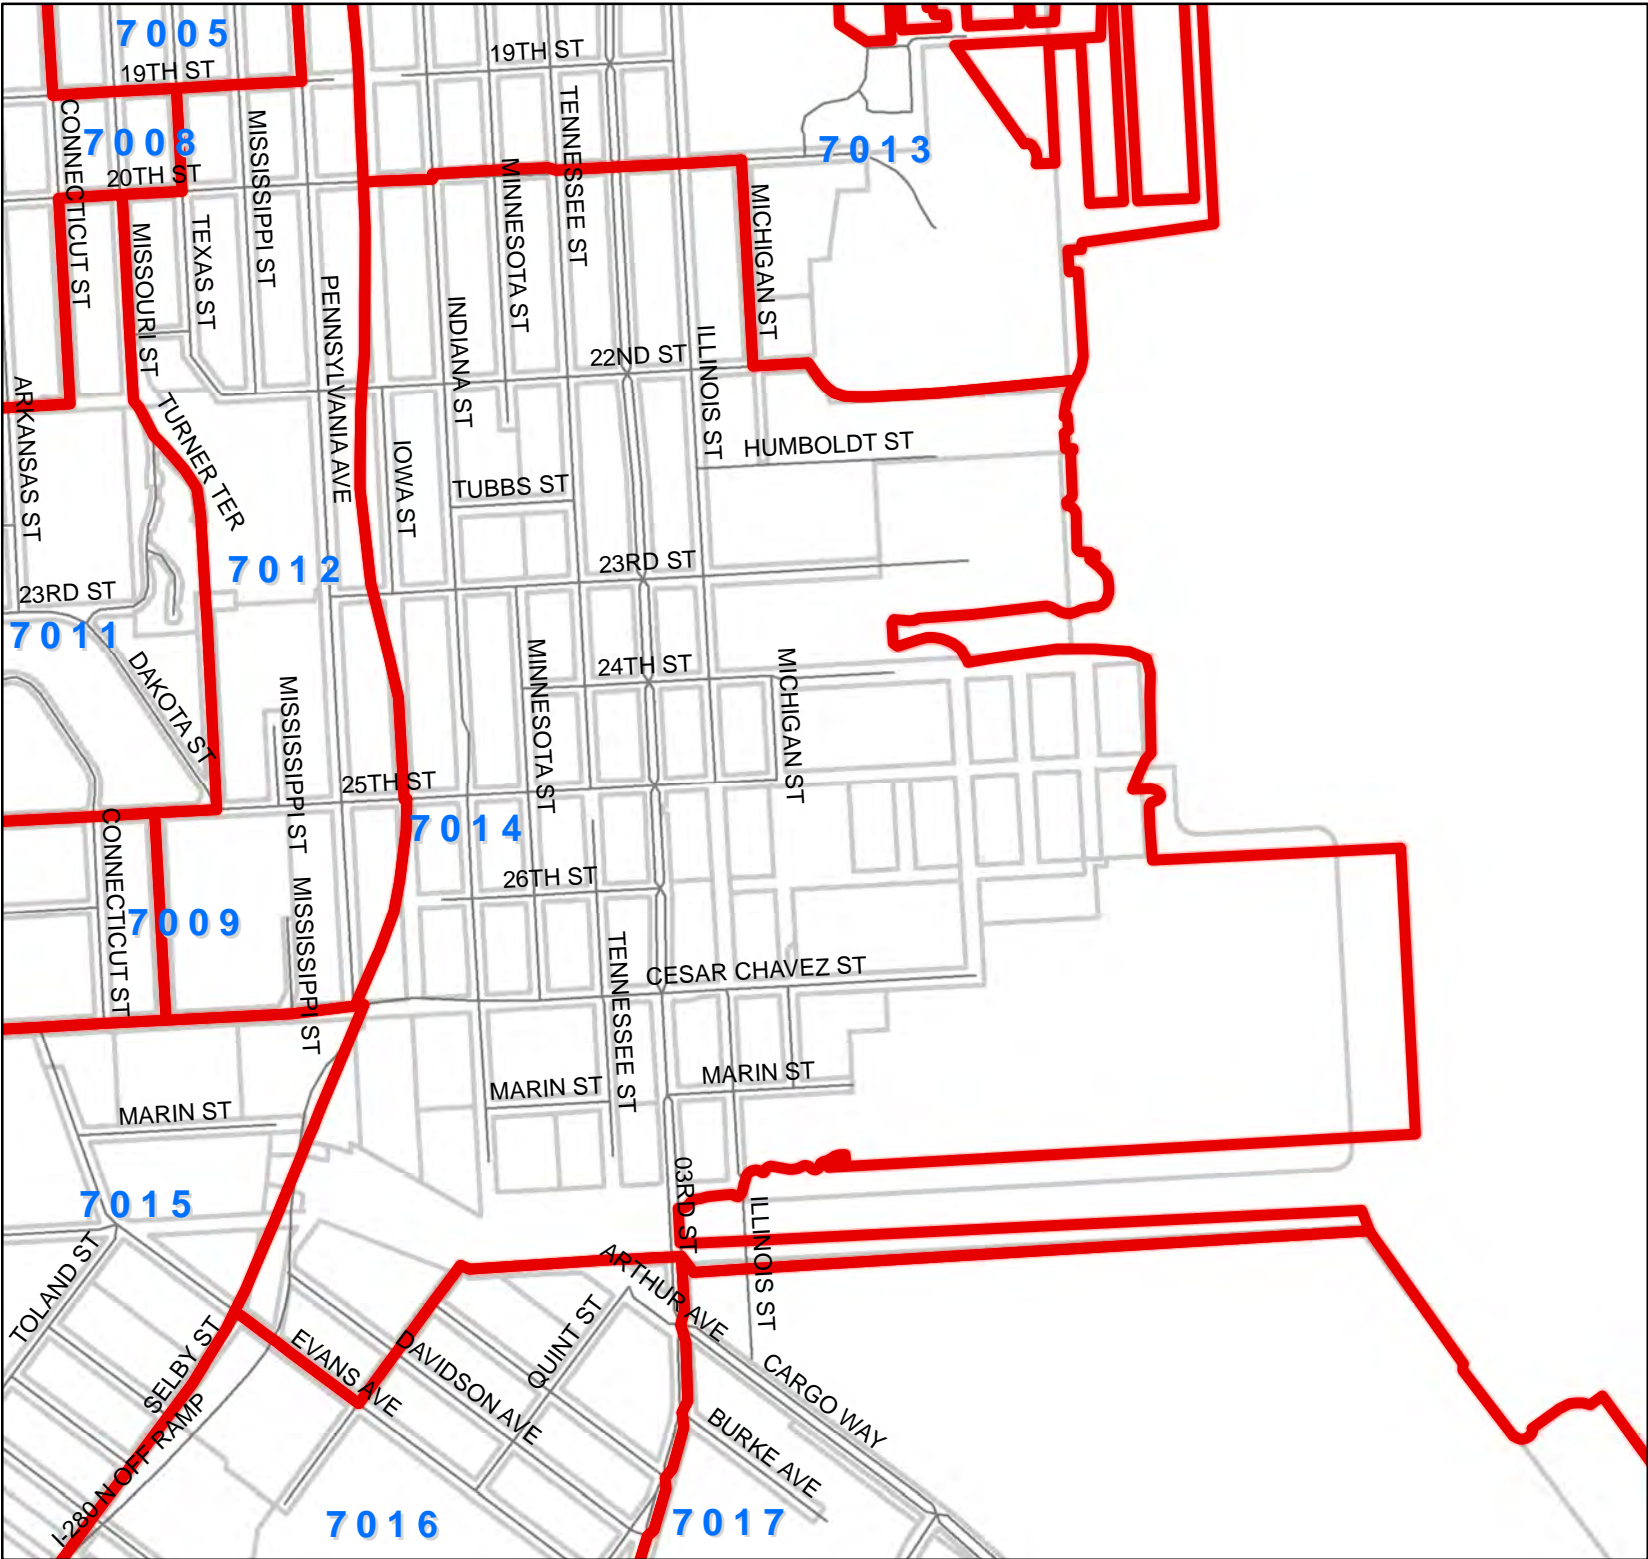 7005
19TH ST
19TH ST
CONNECTICUT ST
7008
MISSISSIPPI ST
TENNESSEE ST
7013
20TH ST
MINNESOTA ST
MICHIGAN ST
MISSOURI ST
TEXAS ST
PENNSYLVANIA AVE
INDIANA ST
ILLINOIS ST
22ND ST
ARKANSAS ST
TURNER TER
IOWA ST
HUMBOLDT ST
TUBBS ST
7012
23RD ST
23RD ST
7011
DAKOTA ST
MISSISSIPPI ST
MINNESOTA ST
24TH ST
MICHIGAN ST
25TH ST
7014
CONNECTICUT ST
26TH ST
MISSISSIPPI ST
7009
TENNESSEE ST
CESAR CHAVEZ ST
MARIN ST
MARIN ST
MARIN ST
7015
03RD ST
ILLINOIS ST
TOLAND ST
ARTHUR AVE
SELBY ST
EVANS AVE
DAVIDSON AVE
QUINT ST
CARGO WAY
I-280 N OFF RAMP
BURKE AVE
7016
7017